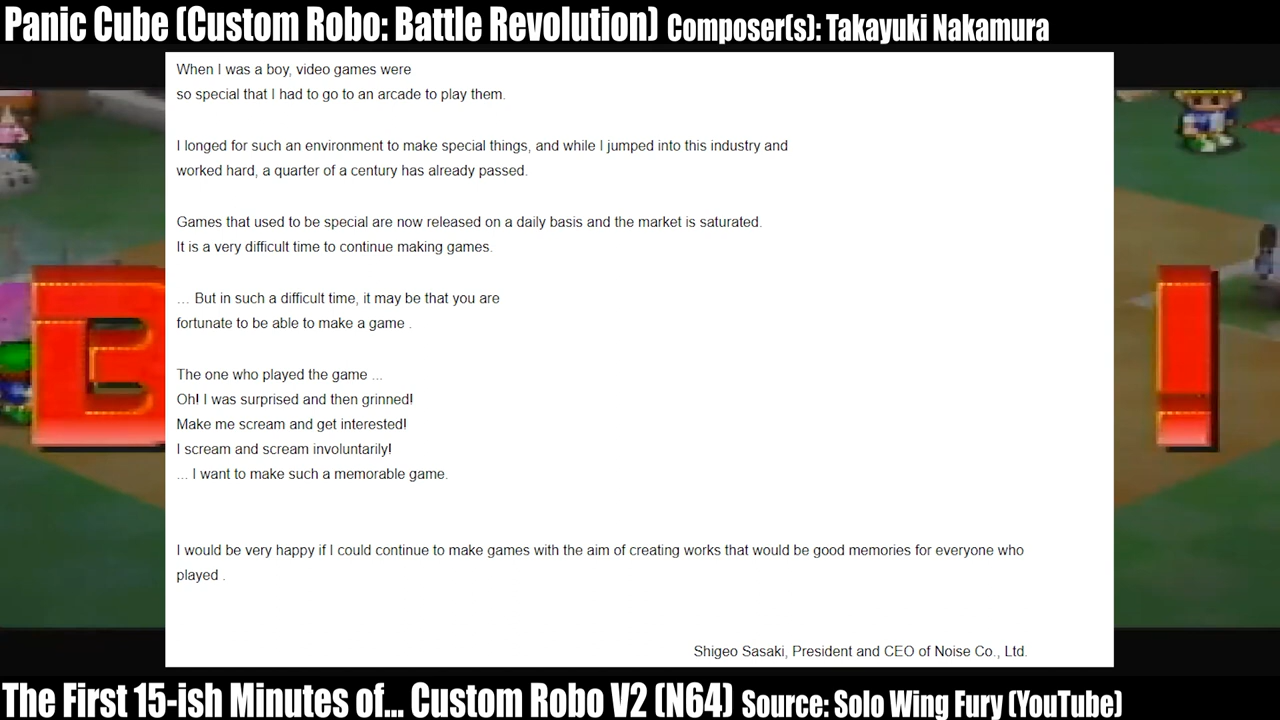 Panic Cube (Custom Robo: Battle Revolution) Composer(s): Takayuki Nakamura
When I was a boy, video games were
so special that I had to go to an arcade to play them.
I longed for such an environment to make special things, and while I jumped into this industry and
worked hard, a quarter of a century has already passed.
Games that used to be special are now released on a daily basis and the market is saturated.
It is a very difficult time to continue making games.
... But in such a difficult time, it may be that you are
fortunate to be able to make a game .
The one who played the game ...
Oh! I was surprised and then grinned!
Make me scream and get interested!
I scream and scream involuntarily!
... I want to make such a memorable game.
I would be very happy if I could continue to make games with the aim of creating works that would be good memories for everyone who
played .
Shigeo Sasaki, President and CEO of Noise Co., Ltd.
The First 15-ish Minutes of... Custom Robo V2 (N64) Source: Solo Wing Fury (YouTube)